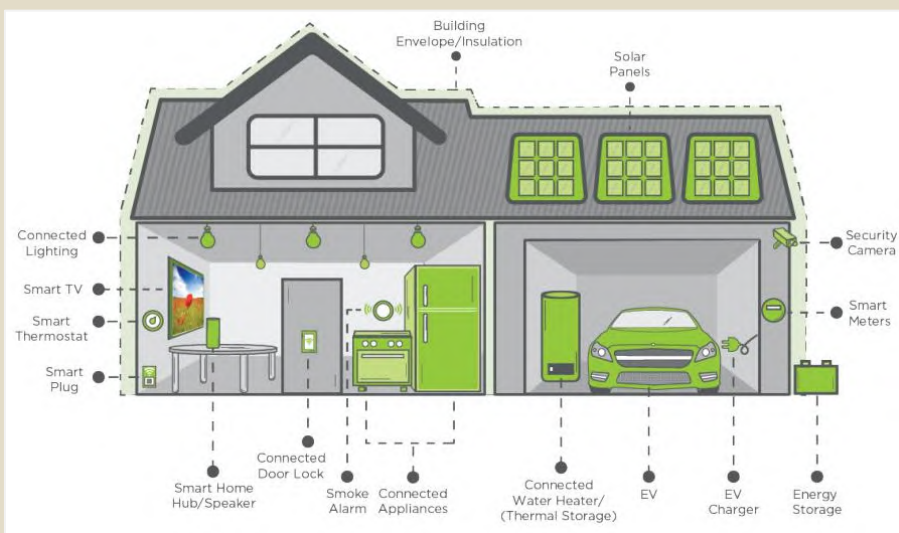 Building
Envelope/Insulation
Solar
Panels
Connected
Lighting
Smart TV
Smart
Thermostat
Smart
Plug
Security
Camera
Smart
Meters
Smart Home
Hub/Speaker
Connected
Door Lock
Smoke
Alarm
Connected
Appliances
Connected
Water Heater/
(Thermal Storage)
EV
EV
Charger
Energy
Storage